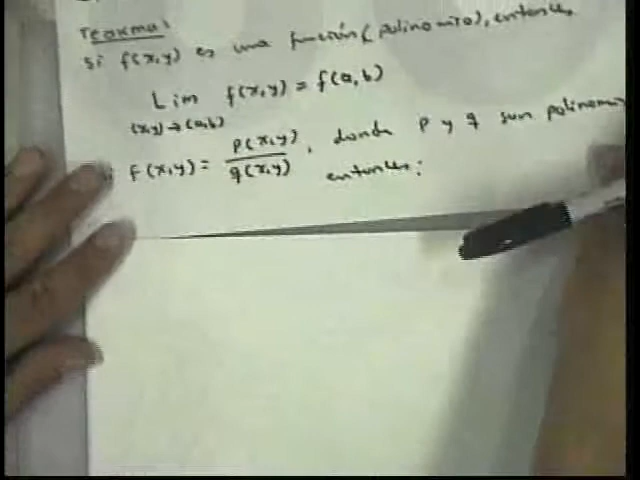 Teorema:
Si f(x,y) es una función (polinomio), entonces
Lim f(x,y) = f(a,b)
(x,y)→(a,b)
f(x,y) = p(x,y)/q(x,y), donde p y q son polinomios
entonces: